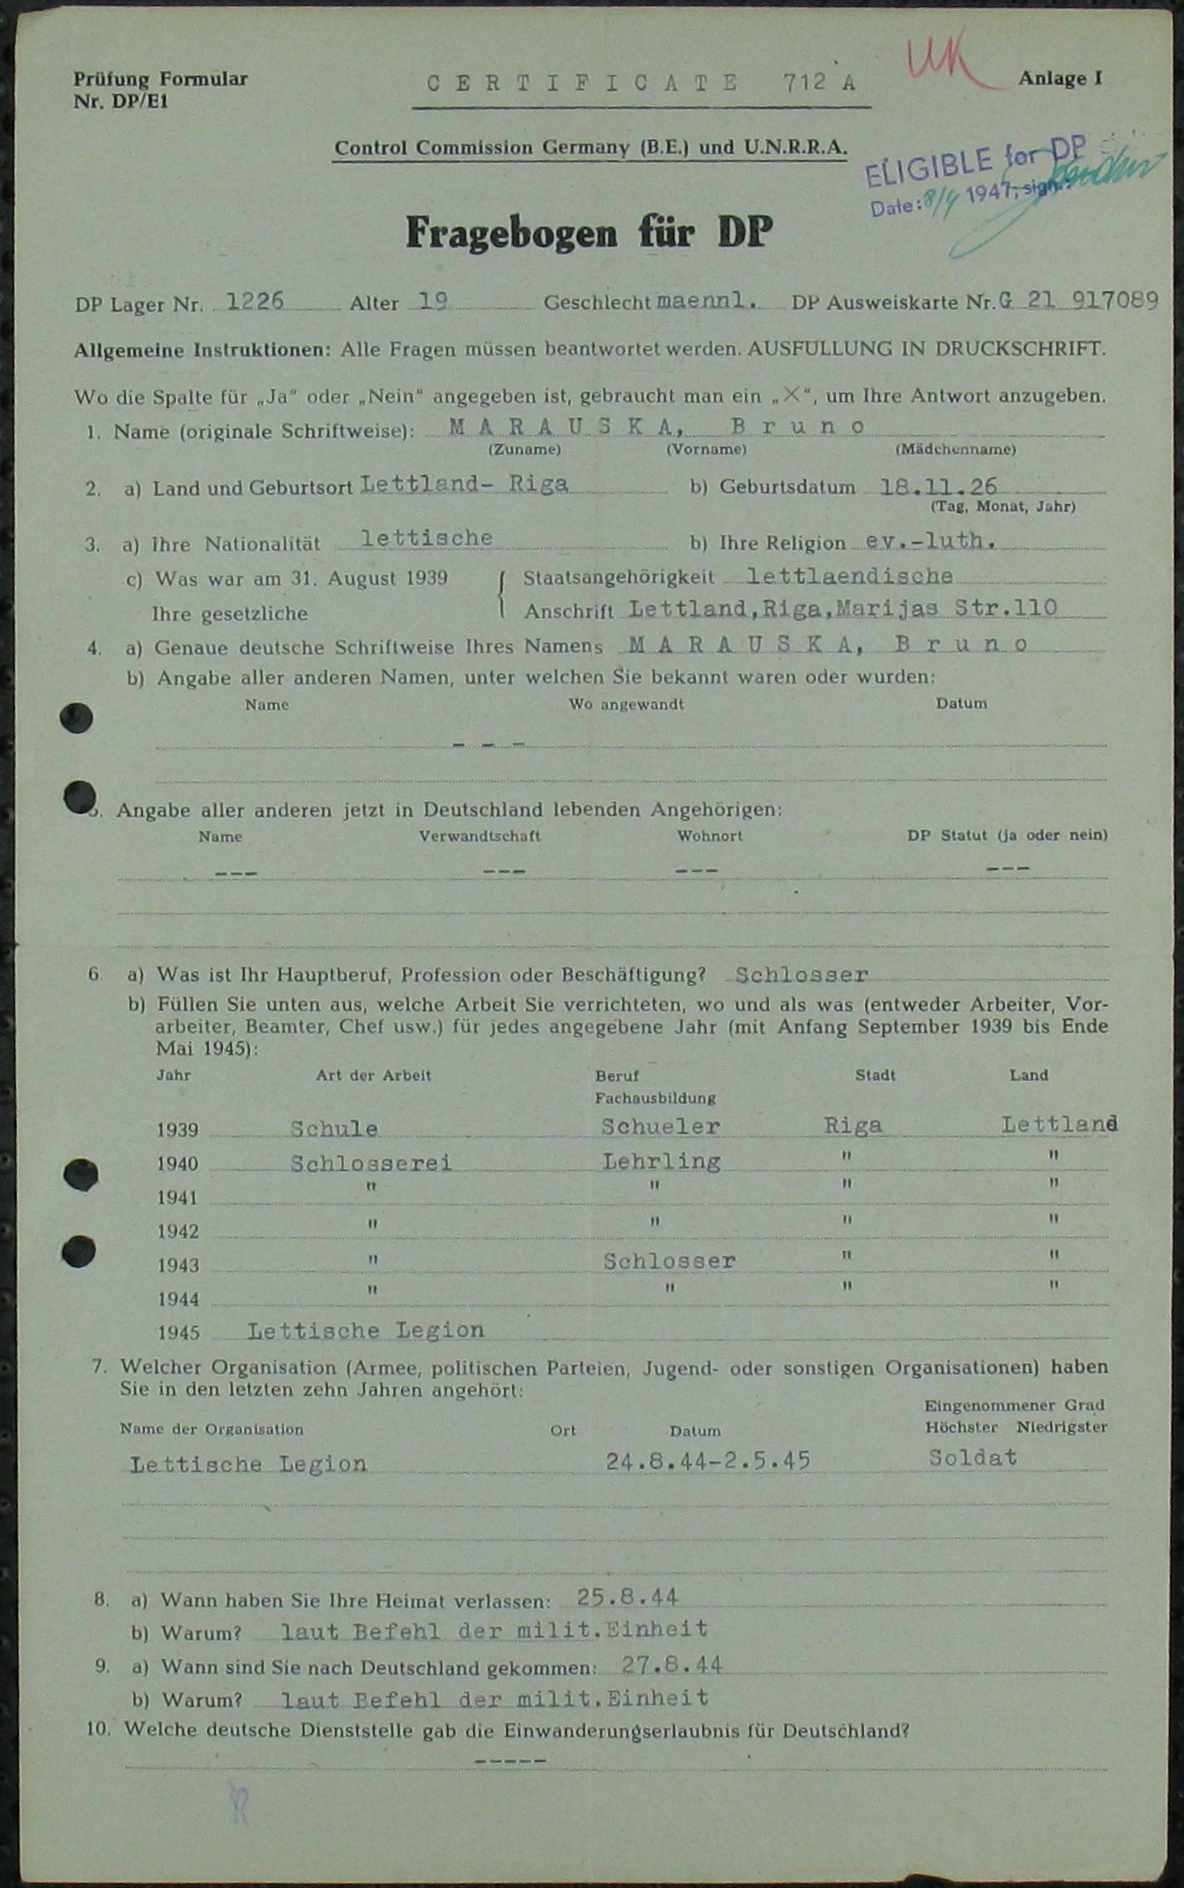 Prüfung Formular
Nr. DP/E1
CERTIFICATE 712 A
UK
Anlage I
Control Commission Germany (B.E.) und U.N.R.R.A.
ELIGIBLE for DP
Date: 8/4 1947, sign.
Fragebogen für DP
DP Lager Nr. 1226 Alter 19 Geschlecht maennl. DP Ausweiskarte Nr. G 21 917089
Allgemeine Instruktionen: Alle Fragen müssen beantwortet werden. AUSFULLUNG IN DRUCKSCHRIFT.
Wo die Spalte für „Ja" oder „Nein" angegeben ist, gebraucht man ein „X", um Ihre Antwort anzugeben.
1. Name (originale Schriftweise): MARAUSKA, Bruno
(Zuname) (Vorname) (Mädchenname)
2. a) Land und Geburtsort Lettland- Riga b) Geburtsdatum 18.11.26
(Tag, Monat, Jahr)
3. a) Ihre Nationalität lettische b) Ihre Religion ev.-luth.
c) Was war am 31. August 1939 { Staatsangehörigkeit lettlaendische
Ihre gesetzliche Anschrift Lettland,Riga,Marijas Str.110
4. a) Genaue deutsche Schriftweise Ihres Namens MARAUSKA, Bruno
b) Angabe aller anderen Namen, unter welchen Sie bekannt waren oder wurden:
Name Wo angewandt Datum
- - -
5. Angabe aller anderen jetzt in Deutschland lebenden Angehörigen:
Name Verwandtschaft Wohnort DP Statut (ja oder nein)
--- --- --- ---
6 a) Was ist Ihr Hauptberuf, Profession oder Beschäftigung? Schlosser
b) Füllen Sie unten aus, welche Arbeit Sie verrichteten, wo und als was (entweder Arbeiter, Vor-
arbeiter, Beamter, Chef usw.) für jedes angegebene Jahr (mit Anfang September 1939 bis Ende
Mai 1945):
Jahr Art der Arbeit Beruf Stadt Land
Fachausbildung
1939 Schule Schueler Riga Lettland
1940 Schlosserei Lehrling " "
1941 " " " "
1942 " " " "
1943 " Schlosser " "
1944 " " " "
1945 Lettische Legion
7. Welcher Organisation (Armee, politischen Parteien, Jugend- oder sonstigen Organisationen) haben
Sie in den letzten zehn Jahren angehört:
Eingenommener Grad
Name der Organisation Ort Datum Höchster Niedrigster
Lettische Legion 24.8.44-2.5.45 Soldat
8. a) Wann haben Sie Ihre Heimat verlassen: 25.8.44
b) Warum? laut Befehl der milit.Einheit
9. a) Wann sind Sie nach Deutschland gekommen: 27.8.44
b) Warum? laut Befehl der milit.Einheit
10. Welche deutsche Dienststelle gab die Einwanderungserlaubnis für Deutschland?
-----